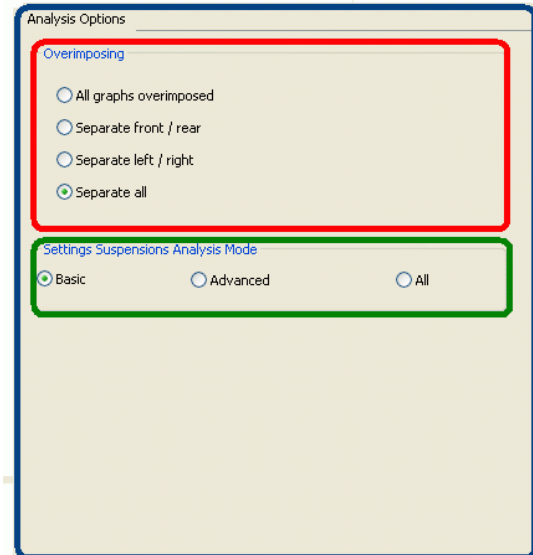 Analysis Options
Overimposing
All graphs overimposed
Separate front / rear
Separate left / right
Separate all
Settings Suspensions Analysis Mode
Basic Advanced All